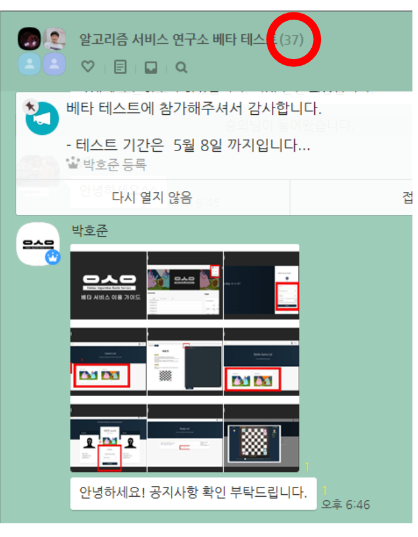 알고리즘 서비스 연구소 베타 테스트 (37)
베타 테스트에 참가해주셔서 감사합니다.
- 테스트 기간은 5월 8일 까지입니다...
박호준 등록
다시 열지 않음
접
박호준
베타 서비스 이용 가이드
1
안녕하세요! 공지사항 확인 부탁드립니다.
1
오후 6:46